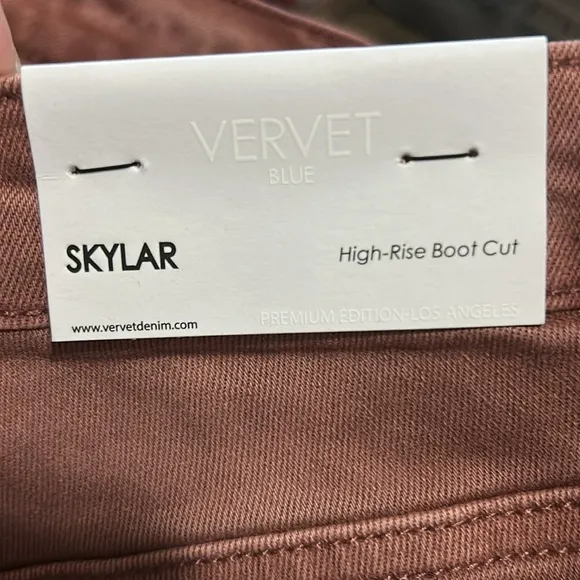 VERVET
BLUE
SKYLAR
High-Rise Boot Cut
www.vervetdenim.com
PREMIUM EDITION-LOS ANGELES